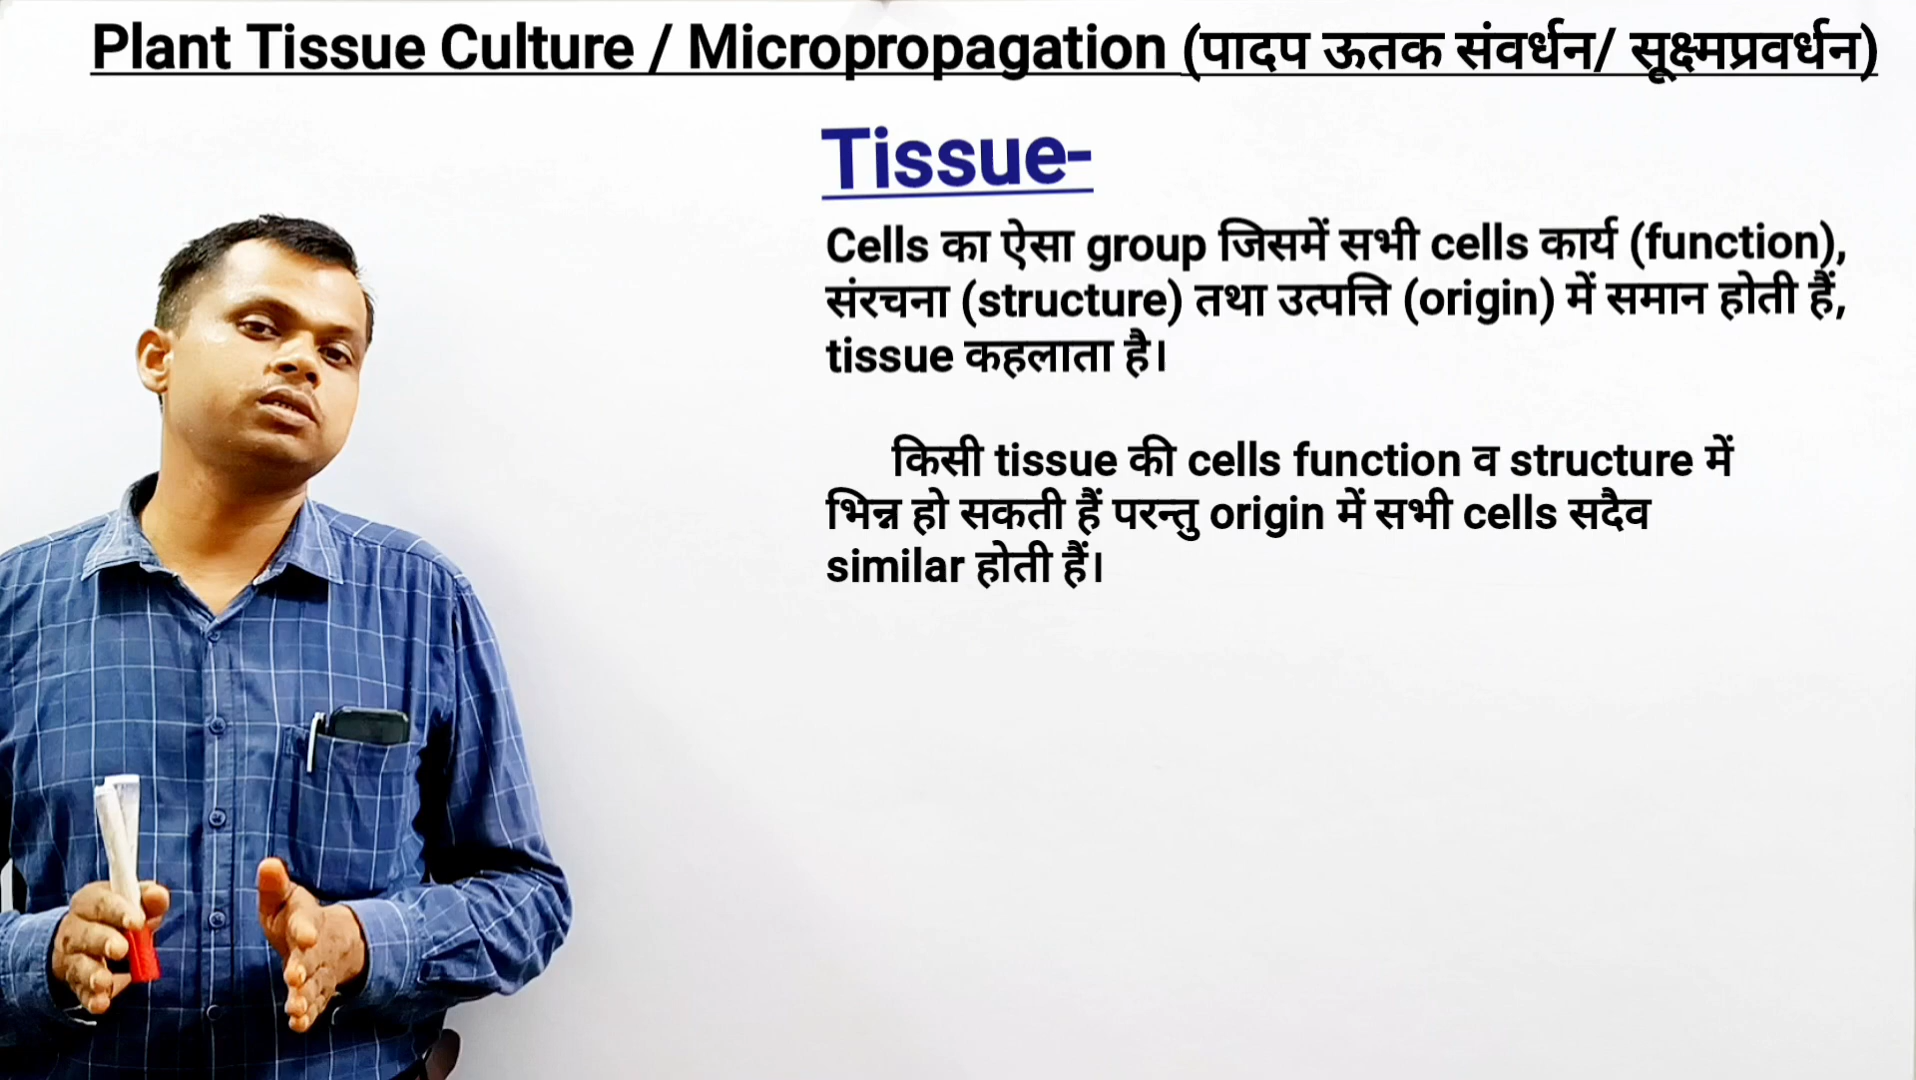 Plant Tissue Culture / Micropropagation (पादप ऊतक संवर्धन/ सूक्ष्मप्रवर्धन)
Tissue-
Cells का ऐसा group जिसमें सभी cells कार्य (function),
संरचना (structure) तथा उत्पत्ति (origin) में समान होती हैं,
tissue कहलाता है।
किसी tissue की cells function व structure में
भिन्न हो सकती हैं परन्तु origin में सभी cells सदैव
similar होती हैं।